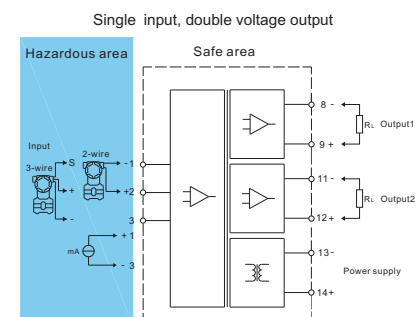 Single input, double voltage output
Hazardous area
Safe area
8 -
RL Output1
9 +
Input
3-wire
S
2-wire
- 1
+
+2
-
3
+ 1
mA
- 3
11 -
RL Output2
12+
13 -
Power supply
14+